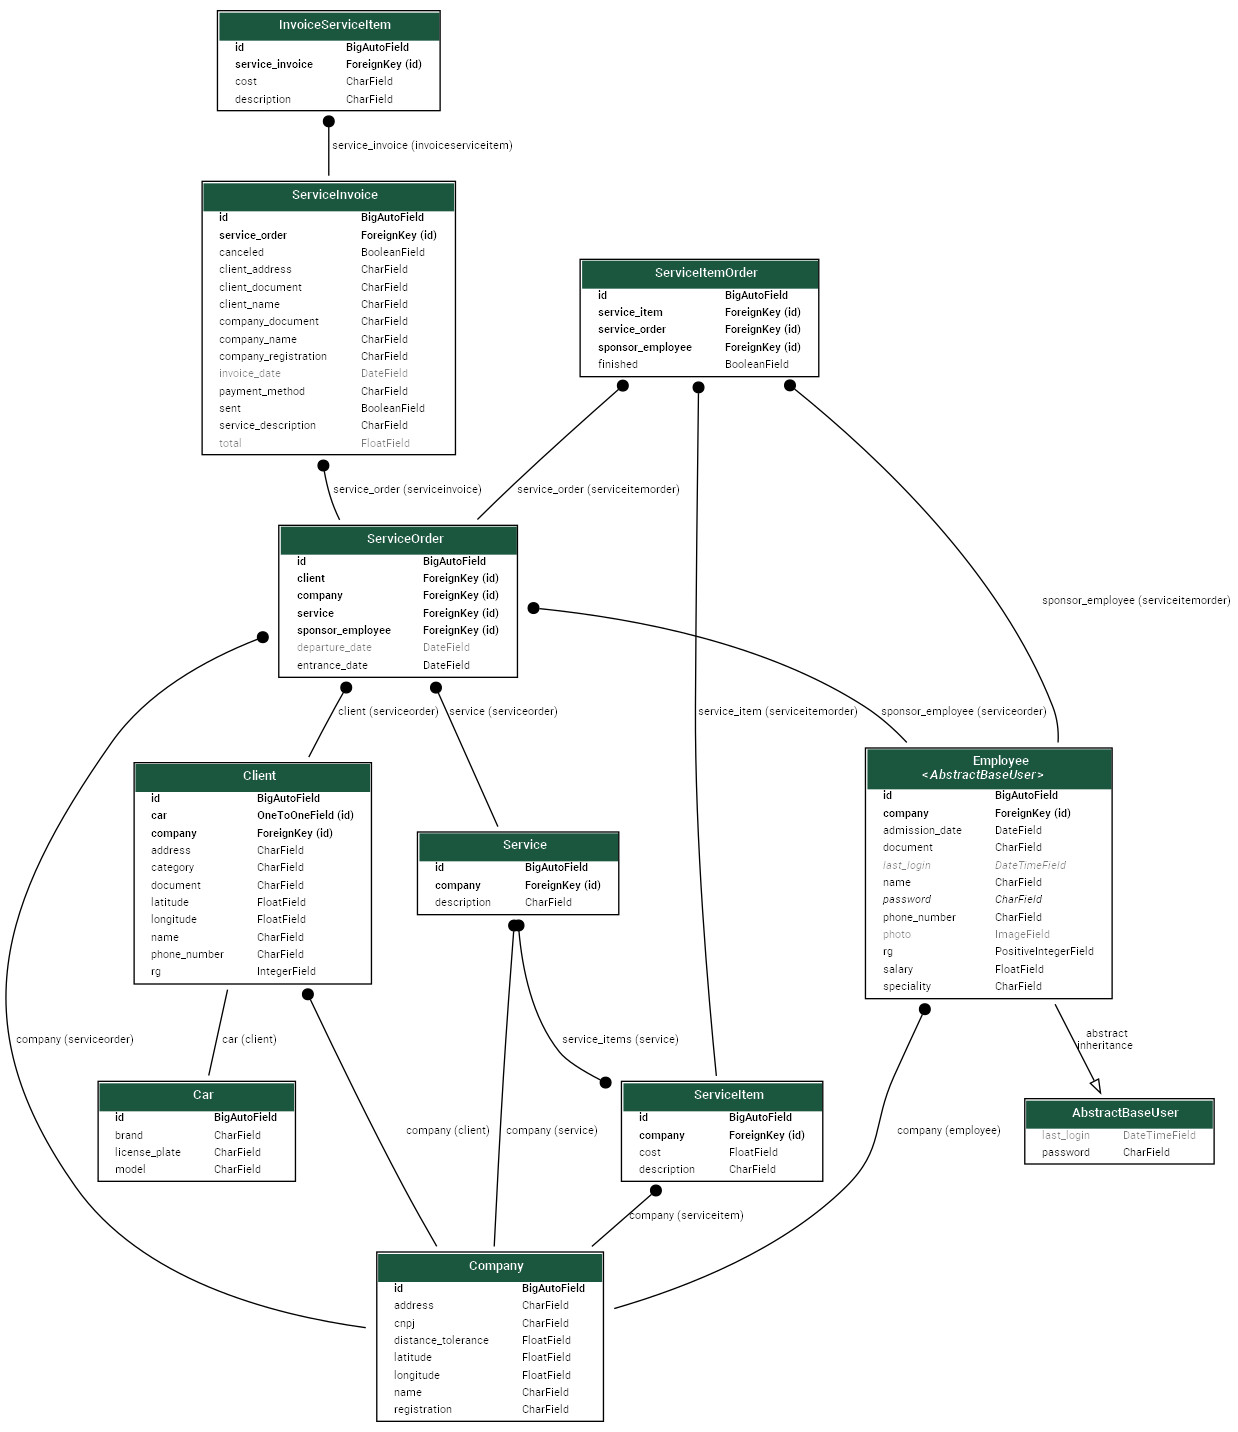 InvoiceServiceItem
id BigAutoField
service_invoice ForeignKey (id)
cost CharField
description CharField
service_invoice (invoiceserviceitem)
ServiceInvoice
id BigAutoField
service_order ForeignKey (id)
canceled BooleanField
client_address CharField
client_document CharField
client_name CharField
company_document CharField
company_name CharField
company_registration CharField
invoice_date DateField
payment_method CharField
sent BooleanField
service_description CharField
total FloatField
ServiceItemOrder
id BigAutoField
service_item ForeignKey (id)
service_order ForeignKey (id)
sponsor_employee ForeignKey (id)
finished BooleanField
service_order (serviceinvoice)
service_order (serviceitemorder)
ServiceOrder
id BigAutoField
client ForeignKey (id)
company ForeignKey (id)
service ForeignKey (id)
sponsor_employee ForeignKey (id)
departure_date DateField
entrance_date DateField
sponsor_employee (serviceitemorder)
client (serviceorder)
service (serviceorder)
service_item (serviceitemorder)
sponsor_employee (serviceorder)
Client
id BigAutoField
car OneToOneField (id)
company ForeignKey (id)
address CharField
category CharField
document CharField
latitude FloatField
longitude FloatField
name CharField
phone_number CharField
rg IntegerField
Service
id BigAutoField
company ForeignKey (id)
description CharField
Employee
<AbstractBaseUser>
id BigAutoField
company ForeignKey (id)
admission_date DateField
document CharField
last_login DateTimeField
name CharField
password CharField
phone_number CharField
photo ImageField
rg PositiveIntegerField
salary FloatField
speciality CharField
company (serviceorder)
car (client)
service_items (service)
abstract
inheritance
Car
id BigAutoField
brand CharField
license_plate CharField
model CharField
company (client)
company (service)
ServiceItem
id BigAutoField
company ForeignKey (id)
cost FloatField
description CharField
company (employee)
AbstractBaseUser
last_login DateTimeField
password CharField
company (serviceitem)
Company
id BigAutoField
address CharField
cnpj CharField
distance_tolerance FloatField
latitude FloatField
longitude FloatField
name CharField
registration CharField